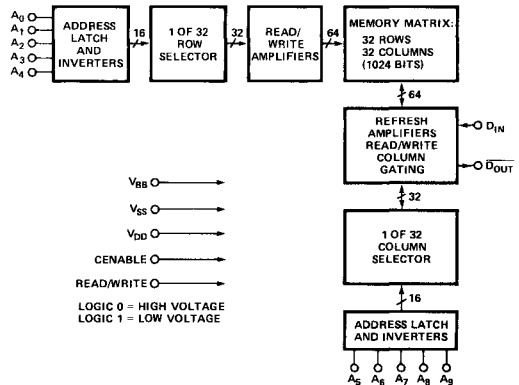 A0
A1
A2
A3
A4
ADDRESS
LATCH
AND
INVERTERS
16
1 OF 32
ROW
SELECTOR
32
READ/
WRITE
AMPLIFIERS
64
MEMORY MATRIX:
32 ROWS
32 COLUMNS
(1024 BITS)
64
REFRESH
AMPLIFIERS
READ/WRITE
COLUMN
GATING
DIN
DOUT
32
1 OF 32
COLUMN
SELECTOR
16
ADDRESS LATCH
AND INVERTERS
A5 A6 A7 A8 A9
VBB
VSS
VDD
CENABLE
READ/WRITE
LOGIC 0 = HIGH VOLTAGE
LOGIC 1 = LOW VOLTAGE